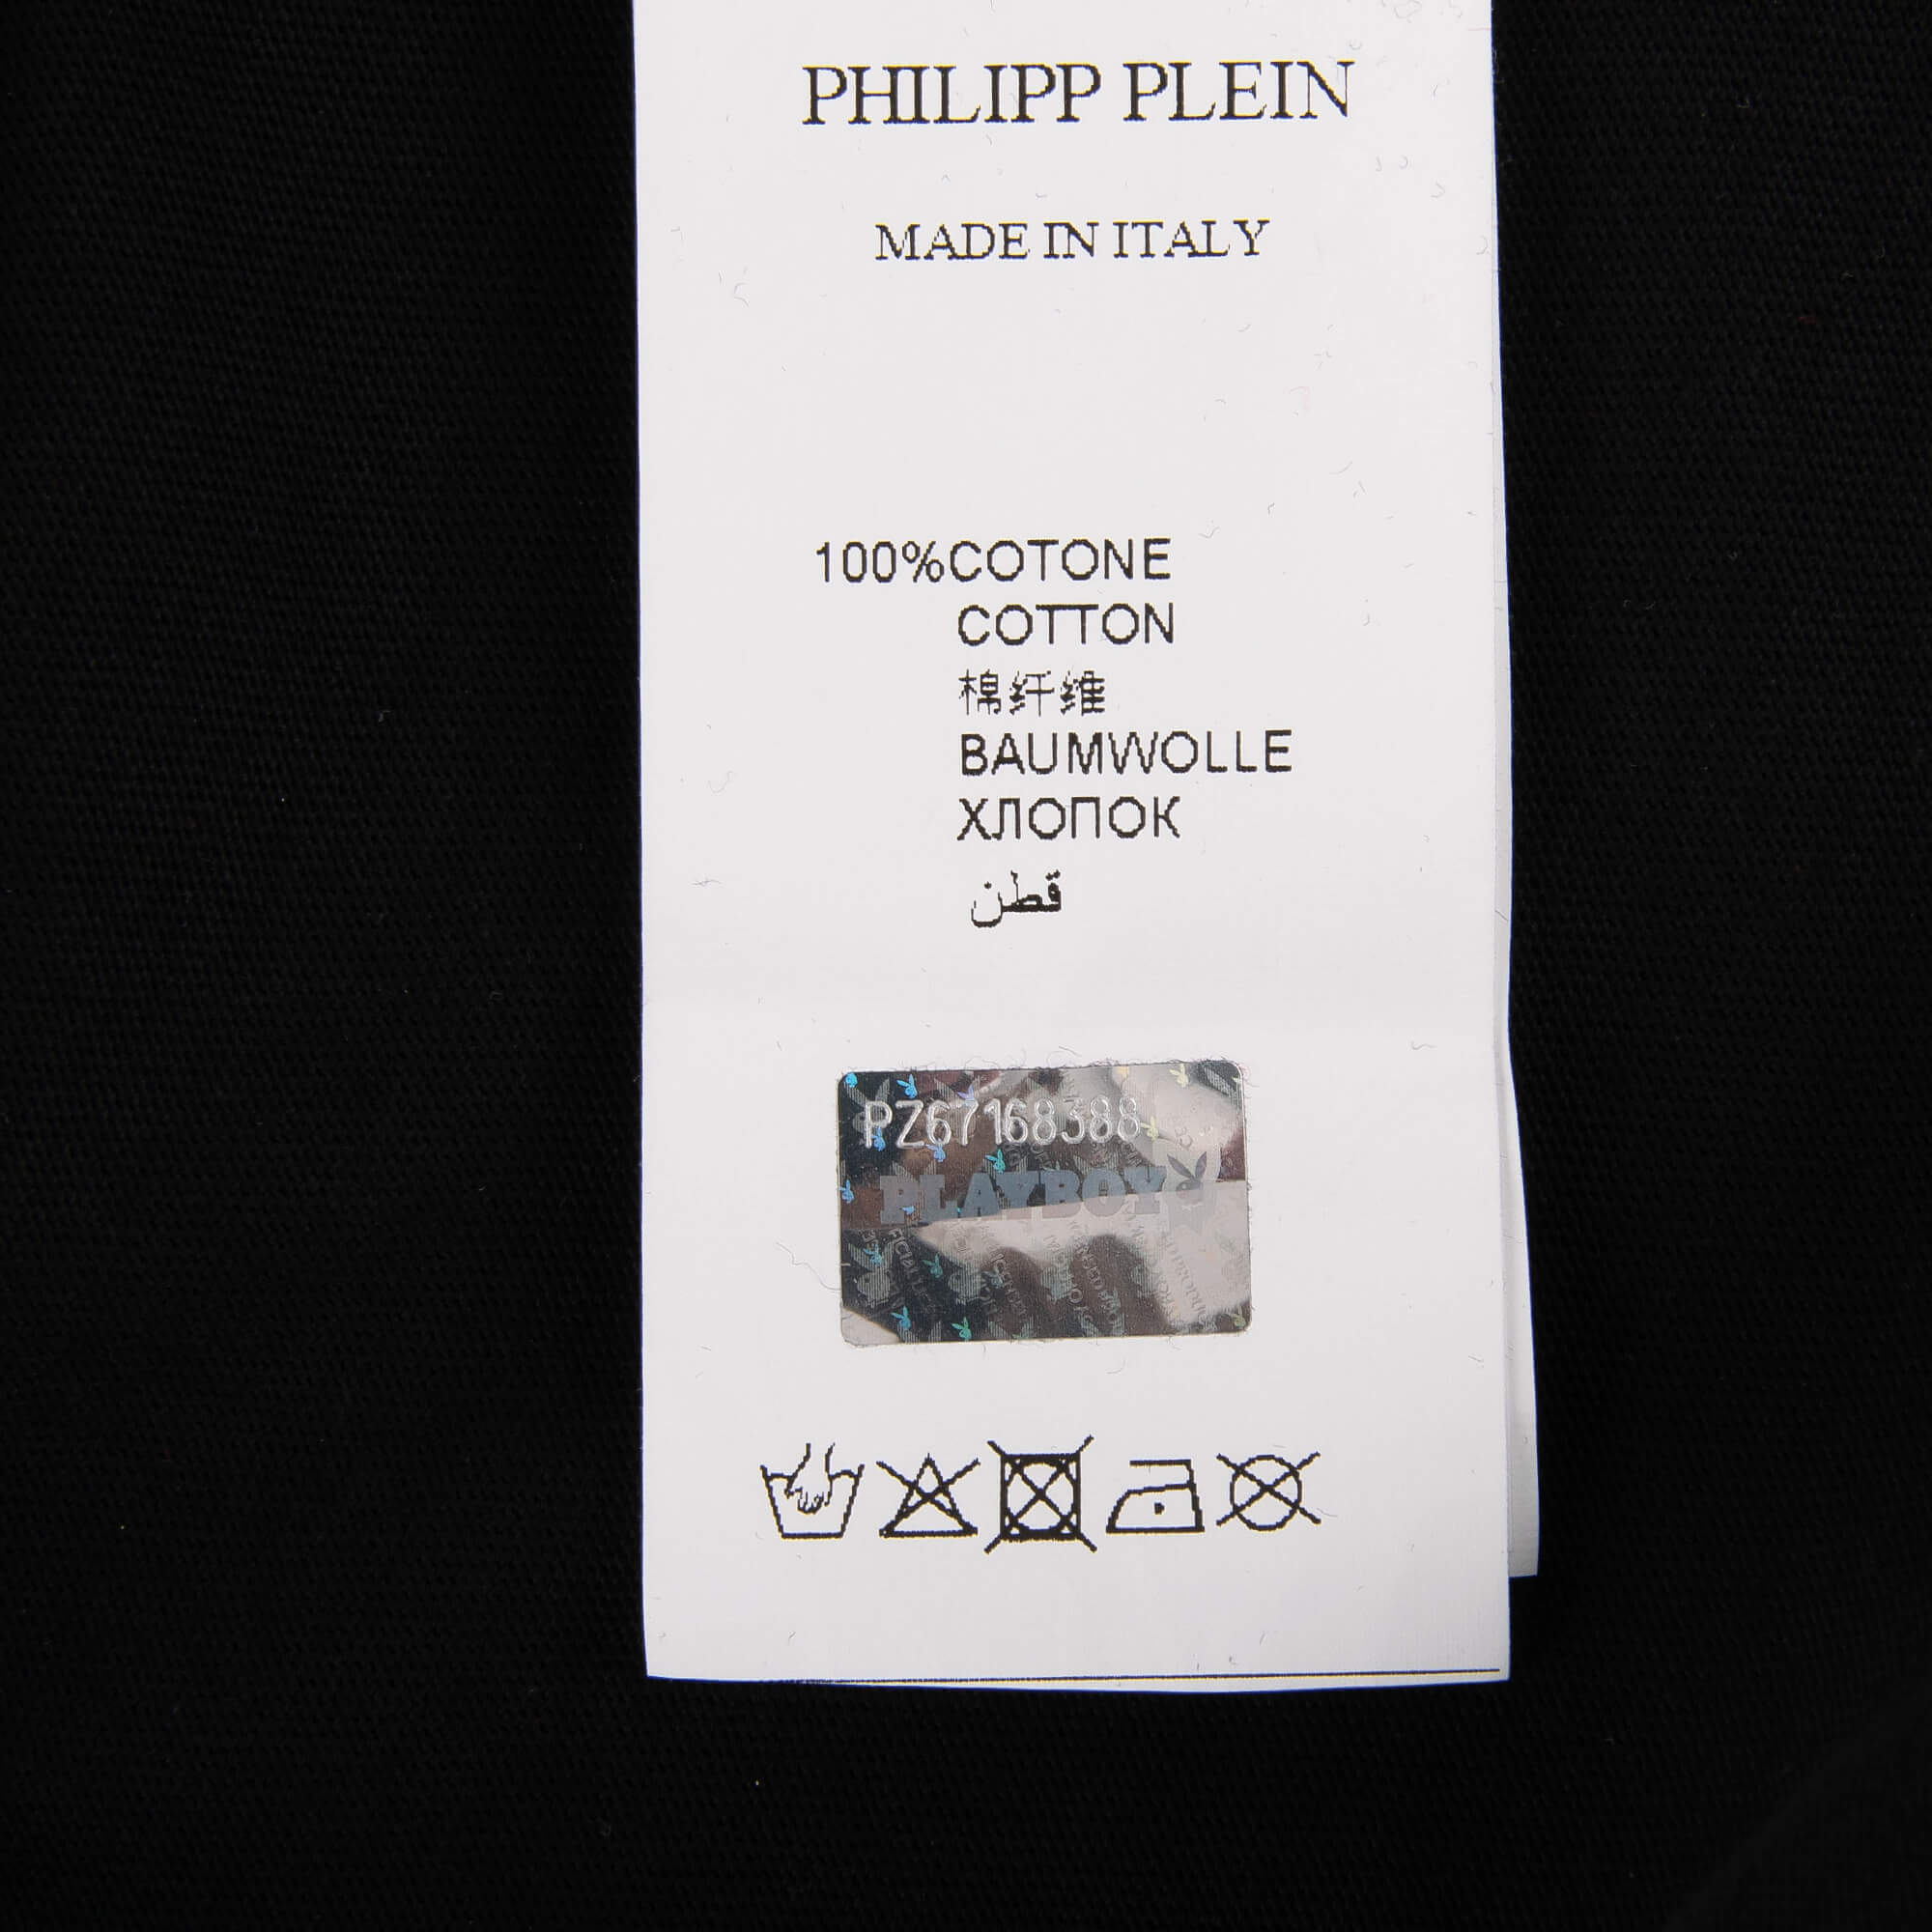 PHILIPP PLEIN
MADE IN ITALY
100%COTONE
COTTON
棉纤维
BAUMWOLLE
ХЛОПОК
قطن
PZ67168388
PLAYBOY